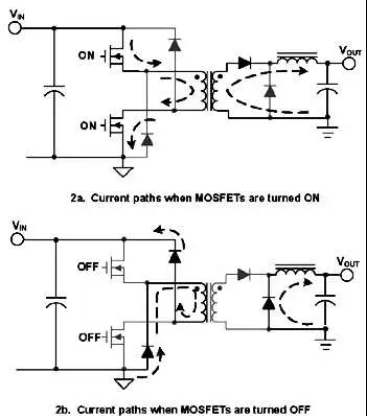 VIN
VOUT
ON
ON
2a. Current paths when MOSFETs are turned ON
VIN
VOUT
OFF
OFF
2b. Current paths when MOSFETs are turned OFF